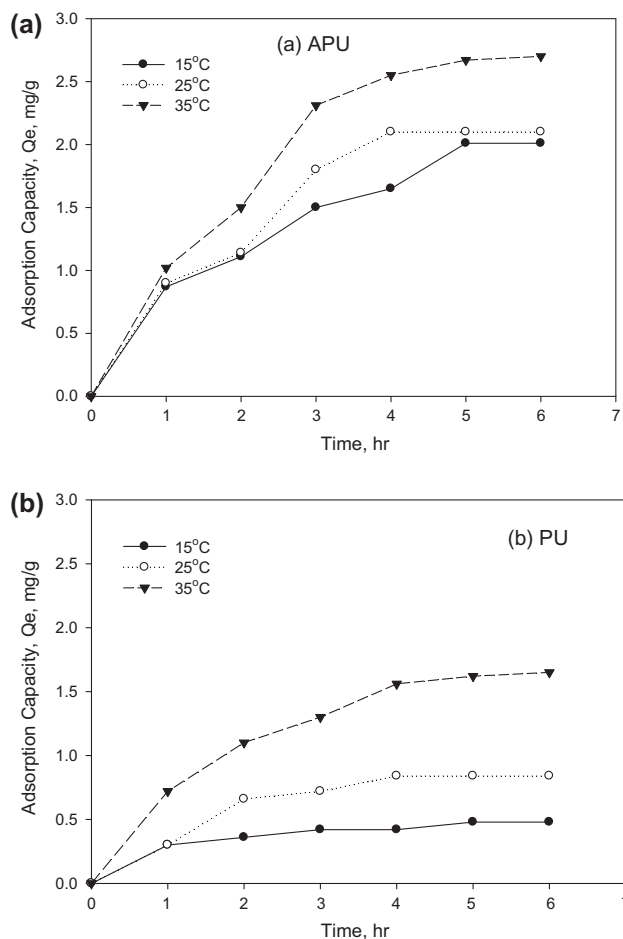 (a)
(a) APU
15°C
25°C
35°C
3.0
2.5
2.0
1.5
1.0
0.5
0.0
Adsorption Capacity, Qe, mg/g
0 1 2 3 4 5 6 7
Time, hr
(b)
(b) PU
15°C
25°C
35°C
3.0
2.5
2.0
1.5
1.0
0.5
0.0
Adsorption Capacity, Qe, mg/g
0 1 2 3 4 5 6
Time, hr